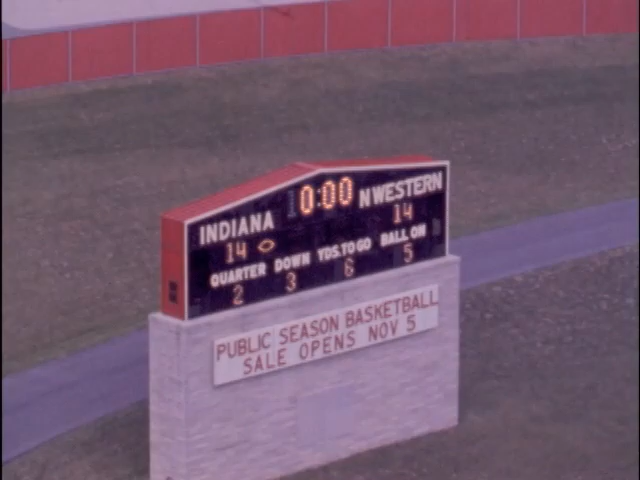 0:00
INDIANA N WESTERN
14 14
QUARTER DOWN YDS.TO GO BALL ON
2 3 6 5
PUBLIC SEASON BASKETBALL
SALE OPENS NOV 5